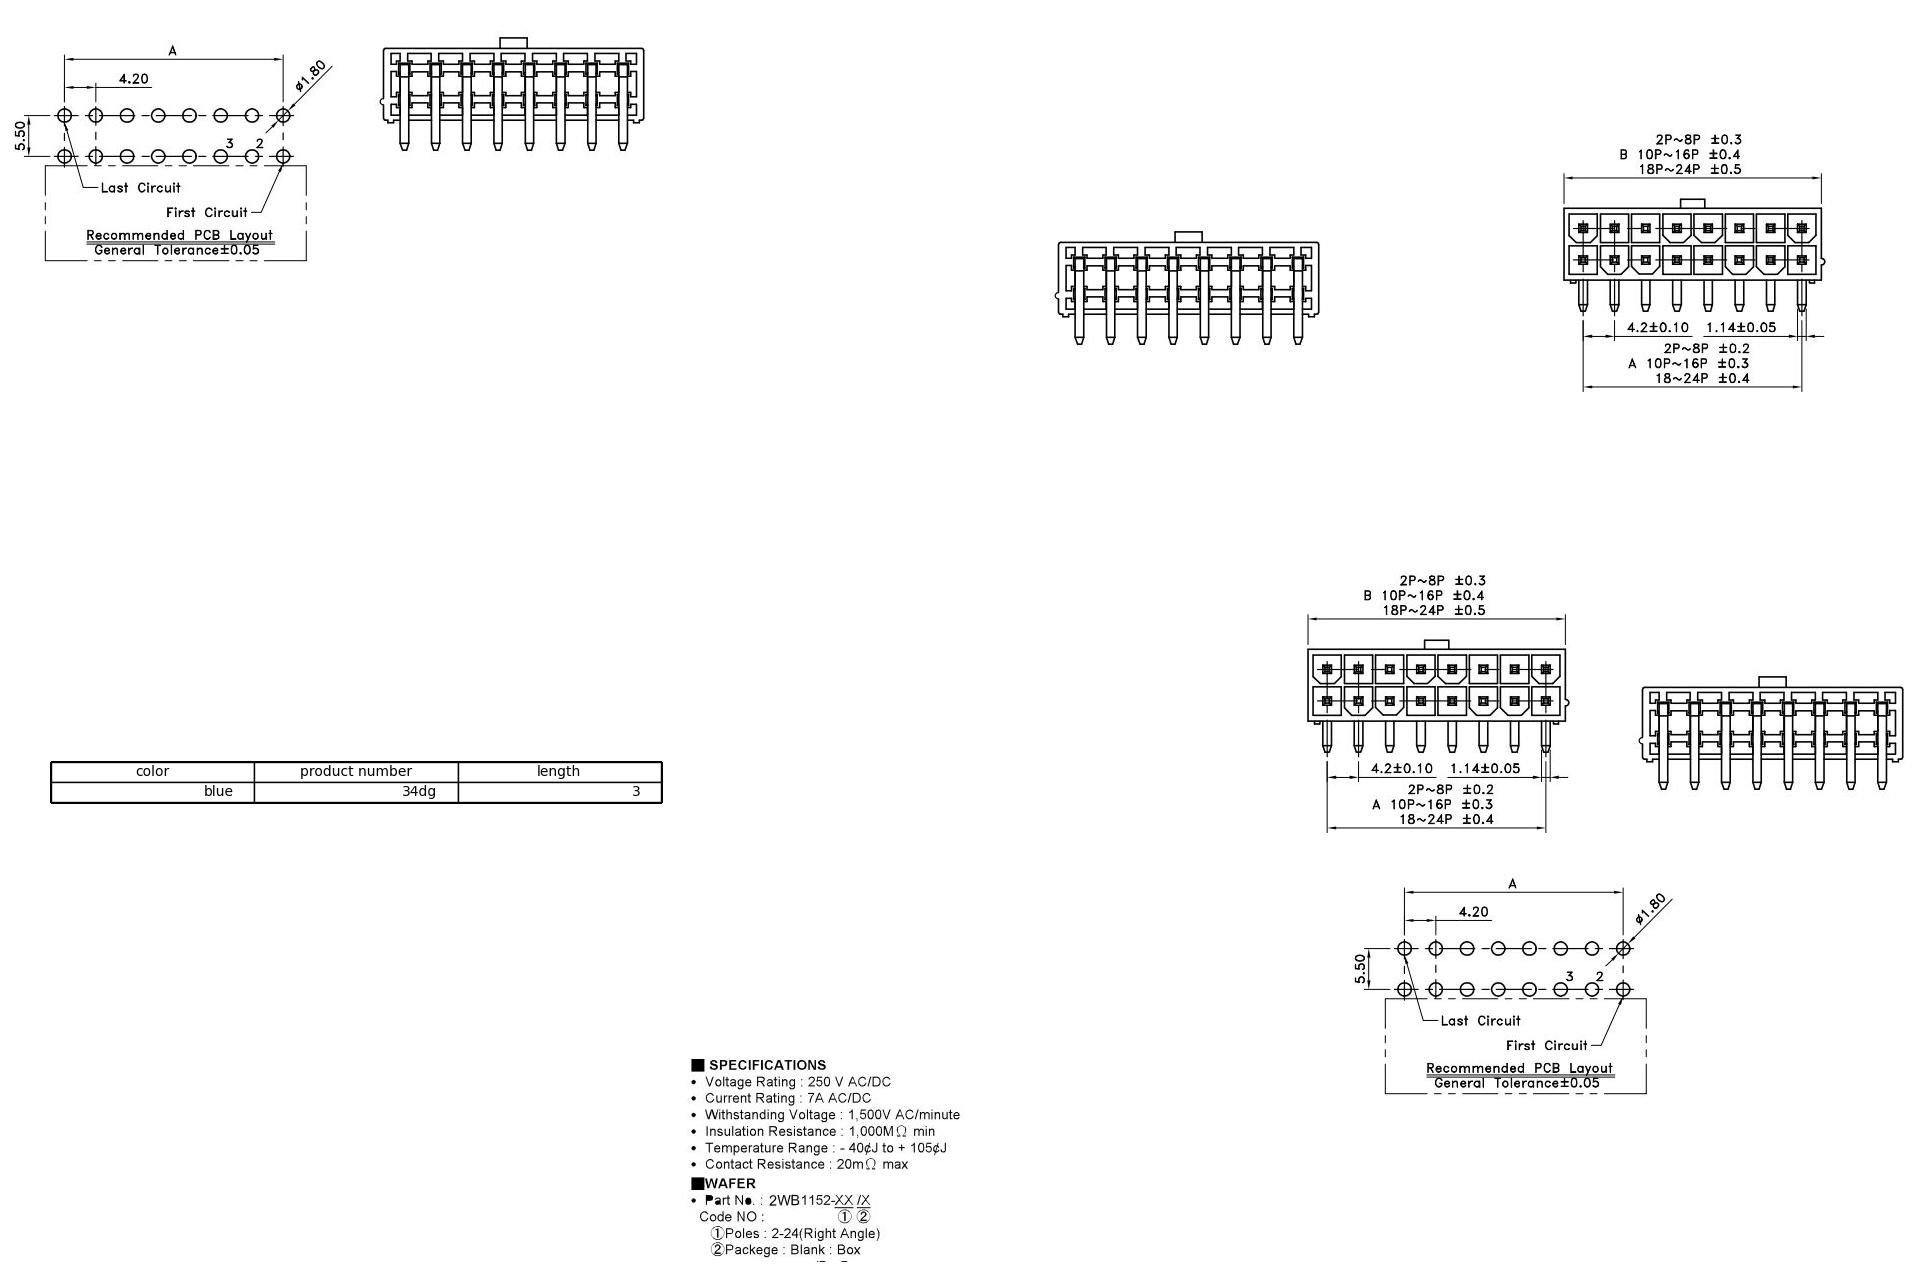 A
4.20
ø1.80
5.50
3 2
Last Circuit
First Circuit
Recommended PCB Layout
General Tolerance±0.05
2P~8P ±0.3
B 10P~16P ±0.4
18P~24P ±0.5
4.2±0.10 1.14±0.05
2P~8P ±0.2
A 10P~16P ±0.3
18~24P ±0.4
2P~8P ±0.3
B 10P~16P ±0.4
18P~24P ±0.5
4.2±0.10 1.14±0.05
2P~8P ±0.2
A 10P~16P ±0.3
18~24P ±0.4
color product number length
blue 34dg 3
A
4.20
ø1.80
5.50
3 2
Last Circuit
First Circuit
Recommended PCB Layout
General Tolerance±0.05
■ SPECIFICATIONS
• Voltage Rating : 250 V AC/DC
• Current Rating : 7A AC/DC
• Withstanding Voltage : 1,500V AC/minute
• Insulation Resistance : 1,000MΩ min
• Temperature Range : - 40¢J to + 105¢J
• Contact Resistance : 20mΩ max
■WAFER
• Part No. : 2WB1152-XX /X
Code NO : ① ②
①Poles : 2-24(Right Angle)
②Packege : Blank : Box